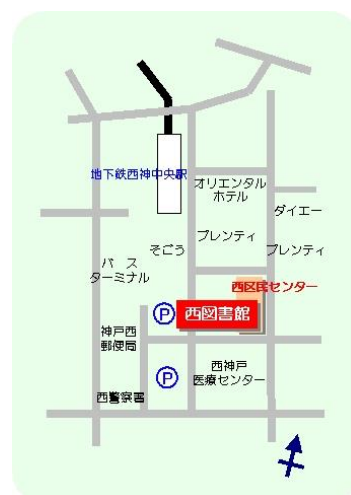 地下鉄西神中央駅
オリエンタル
ホテル
ダイエー
プレンティ
そごう
プレンティ
バス
ターミナル
西区民センター
P
西図書館
神戸西
郵便局
西神戸
医療センター
P
西警察署